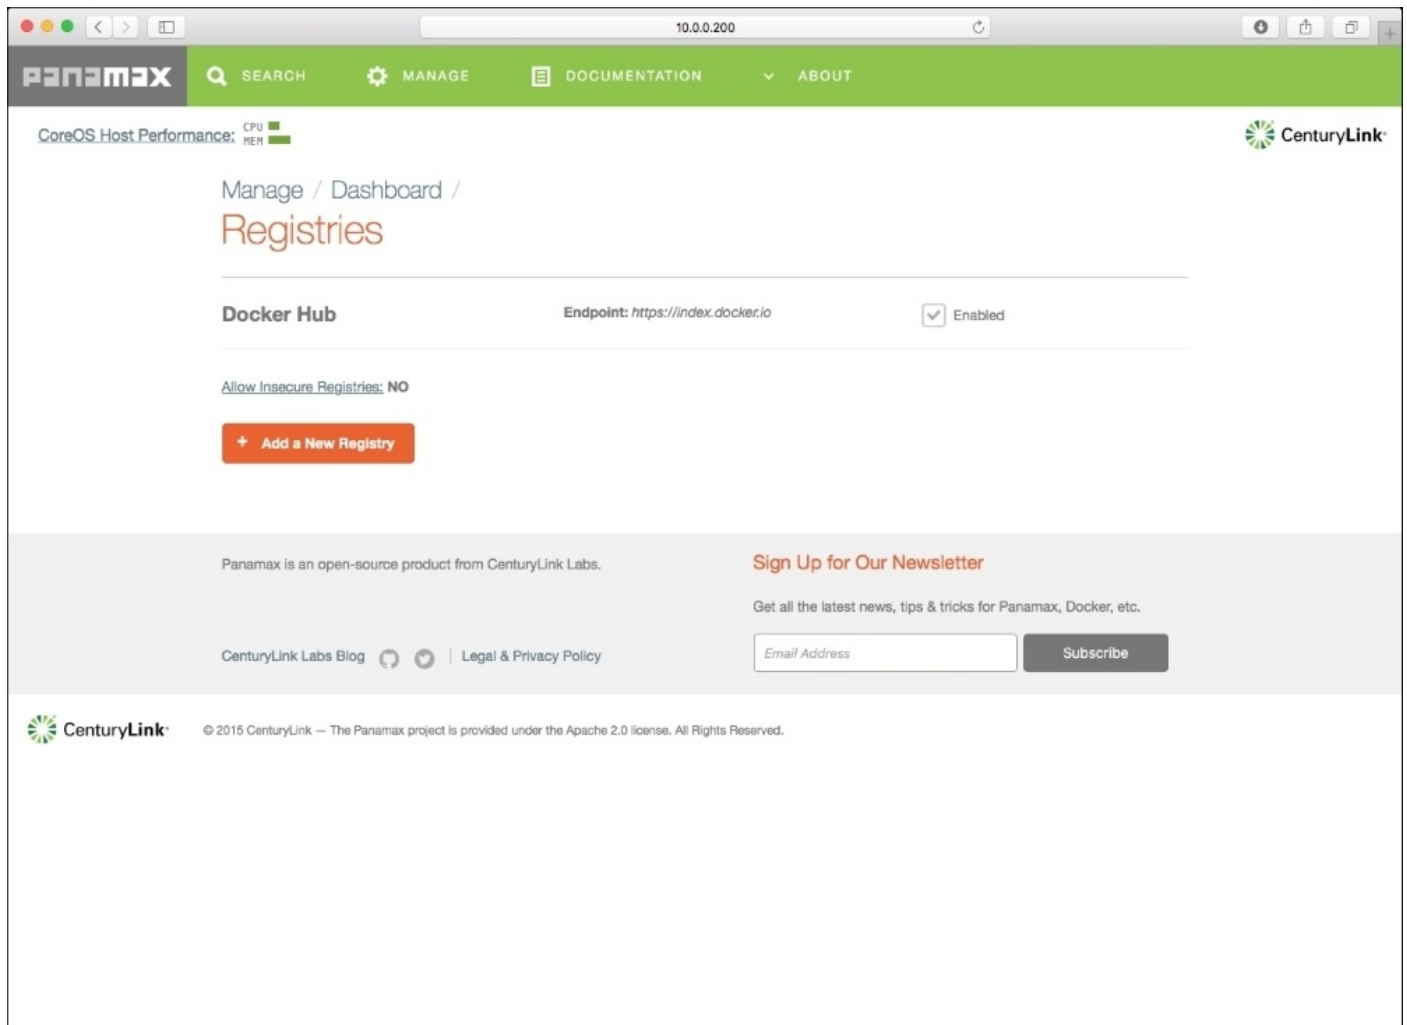 10.0.0.200
panamax SEARCH MANAGE DOCUMENTATION ABOUT
CoreOS Host Performance: CPU
MEM
CenturyLink
Manage / Dashboard /
Registries
Docker Hub Endpoint: https://index.docker.io Enabled
Allow Insecure Registries: NO
+ Add a New Registry
Panamax is an open-source product from CenturyLink Labs.
CenturyLink Labs Blog | Legal & Privacy Policy
Sign Up for Our Newsletter
Get all the latest news, tips & tricks for Panamax, Docker, etc.
Email Address Subscribe
CenturyLink © 2015 CenturyLink — The Panamax project is provided under the Apache 2.0 license. All Rights Reserved.